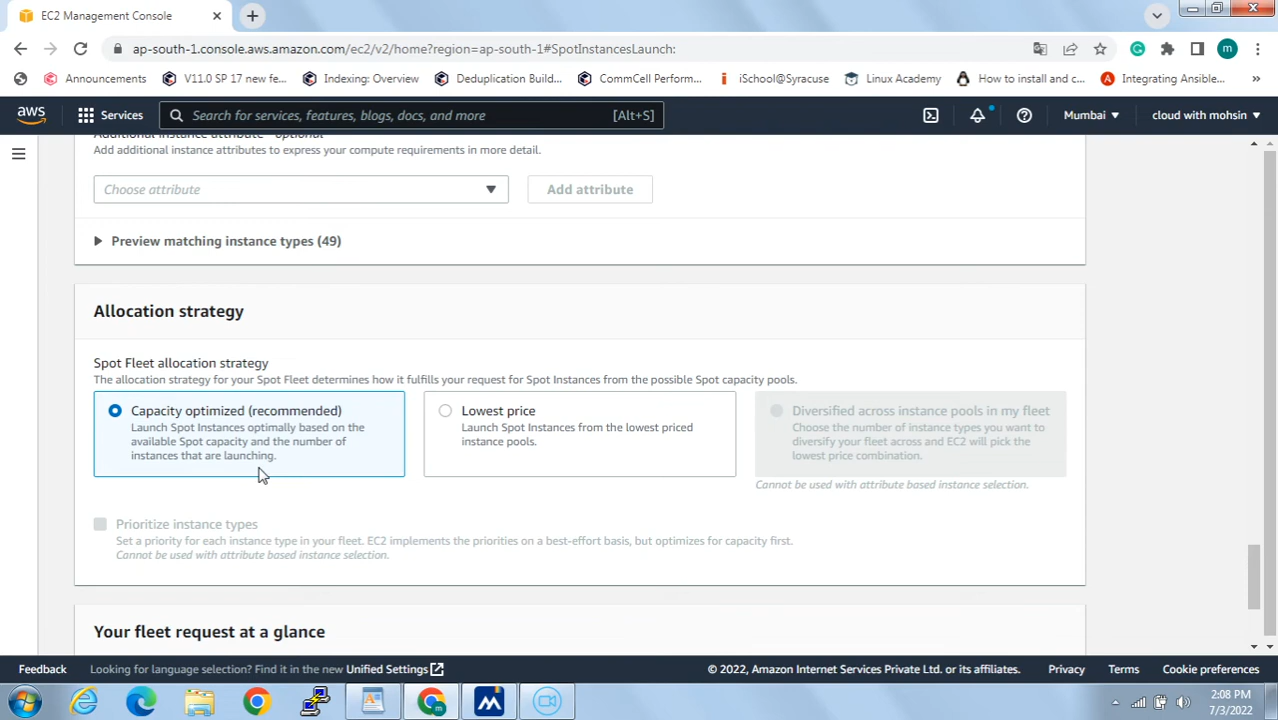 EC2 Management Console
ap-south-1.console.aws.amazon.com/ec2/v2/home?region=ap-south-1#SpotInstancesLaunch:
m
Announcements
V11.0 SP 17 new fe...
Indexing: Overview
Deduplication Build...
CommCell Perform...
iSchool@Syracuse
Linux Academy
How to install and c...
Integrating Ansible...
aws
Services
Search for services, features, blogs, docs, and more
[Alt+S]
Mumbai
cloud with mohsin
Additional instance attribute - optional
Add additional instance attributes to express your compute requirements in more detail.
Choose attribute
Add attribute
Preview matching instance types (49)
Allocation strategy
Spot Fleet allocation strategy
The allocation strategy for your Spot Fleet determines how it fulfills your request for Spot Instances from the possible Spot capacity pools.
Capacity optimized (recommended)
Launch Spot Instances optimally based on the
available Spot capacity and the number of
instances that are launching.
Lowest price
Launch Spot Instances from the lowest priced
instance pools.
Diversified across instance pools in my fleet
Choose the number of instance types you want to
diversify your fleet across and EC2 will pick the
lowest price combination.
Cannot be used with attribute based instance selection.
Prioritize instance types
Set a priority for each instance type in your fleet. EC2 implements the priorities on a best-effort basis, but optimizes for capacity first.
Cannot be used with attribute based instance selection.
Your fleet request at a glance
Feedback
Looking for language selection? Find it in the new Unified Settings
© 2022, Amazon Internet Services Private Ltd. or its affiliates.
Privacy
Terms
Cookie preferences
2:08 PM
7/3/2022